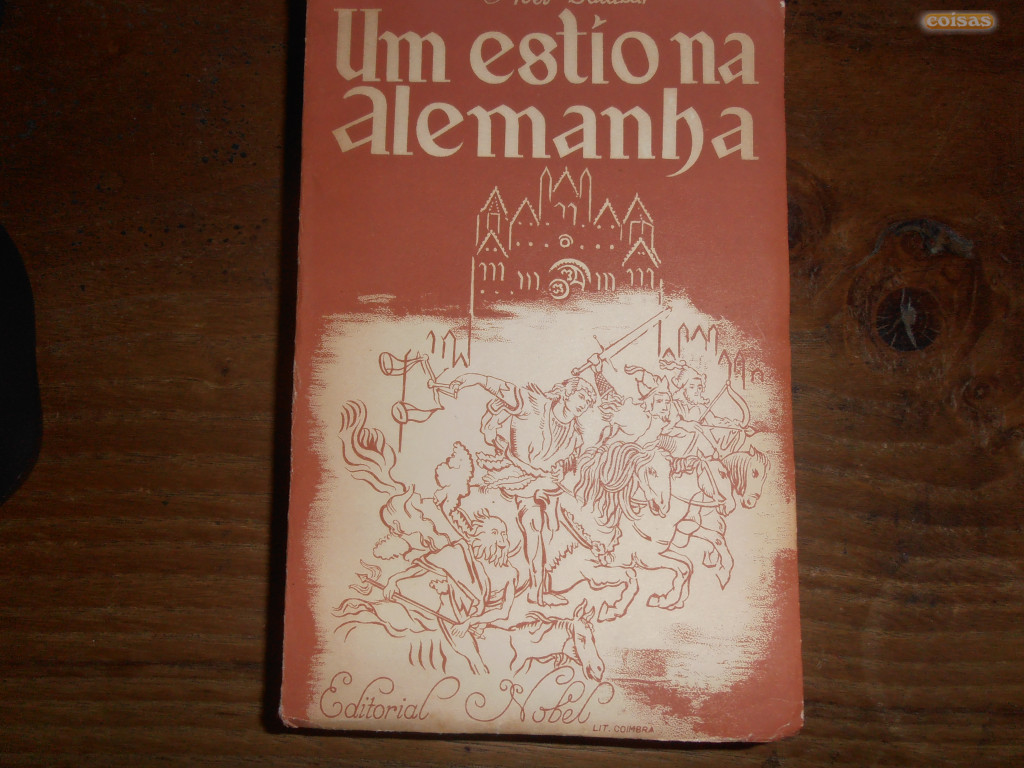 coisas
Um estio na
alemanha
Editorial Nobel
LIT. COIMBRA